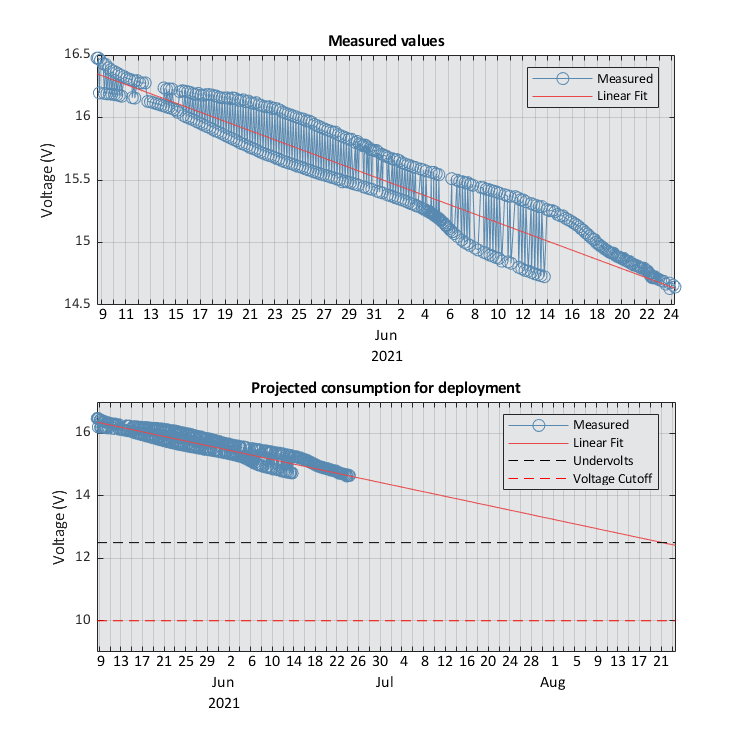 Measured values
16.5
16
15.5
15
14.5
Voltage (V)
Measured
Linear Fit
9 11 13 15 17 19 21 23 25 27 29 31 2 4 6 8 10 12 14 16 18 20 22 24
Jun
2021
Projected consumption for deployment
16
14
12
10
Voltage (V)
Measured
Linear Fit
Undervolts
Voltage Cutoff
9 13 17 21 25 29 2 6 10 14 18 22 26 30 4 8 12 16 20 24 28 1 5 9 13 17 21
Jun Jul Aug
2021